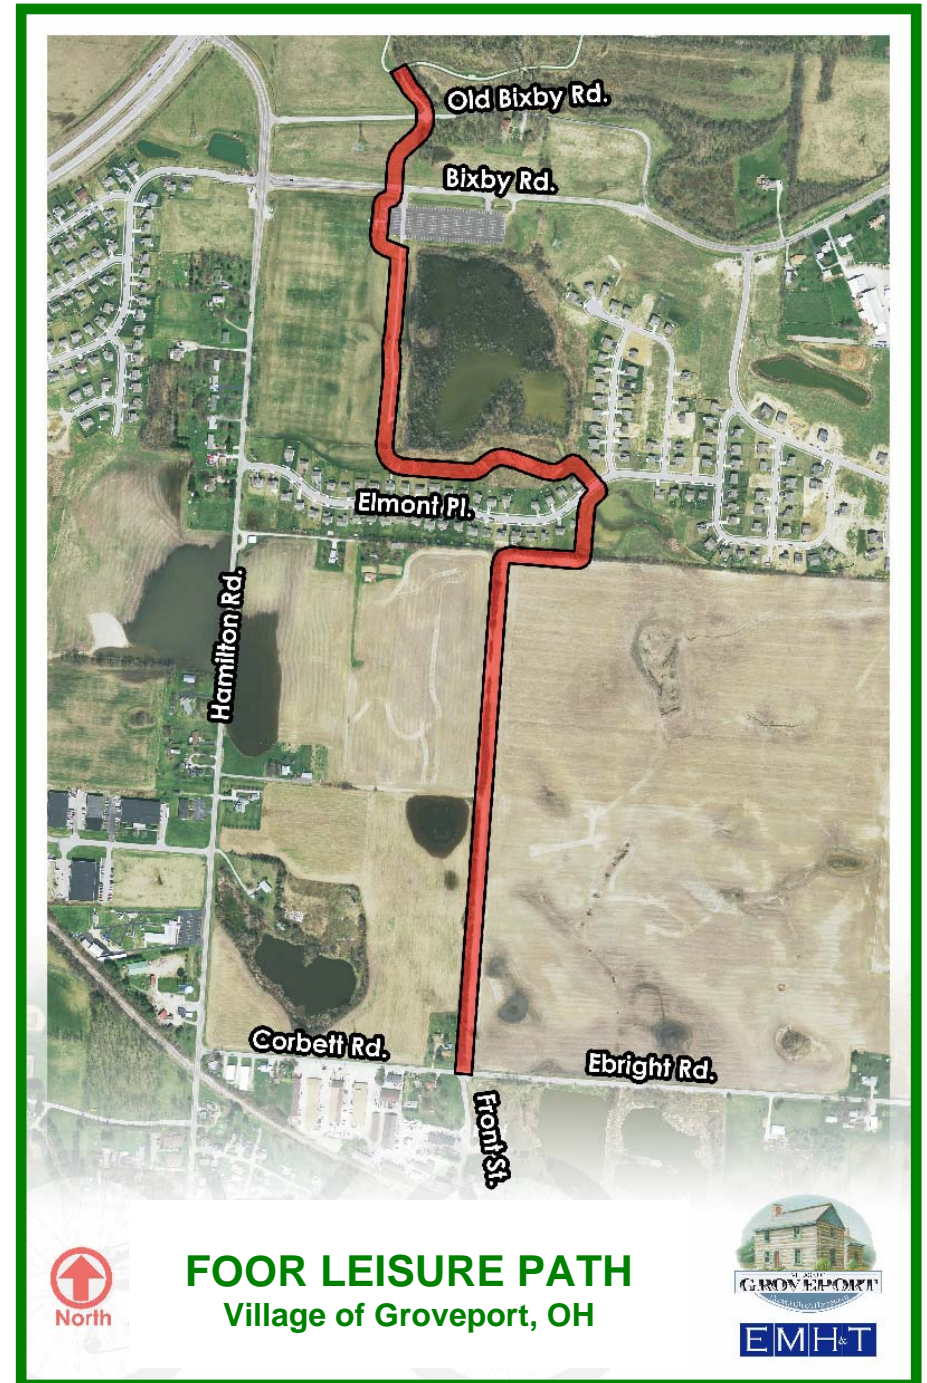 Old Bixby Rd.
Bixby Rd.
Elmont Pl.
Hamilton Rd.
Corbett Rd.
Ebright Rd.
Front St.
North
FOOR LEISURE PATH
Village of Groveport, OH
GROVEPORT
EMH&T